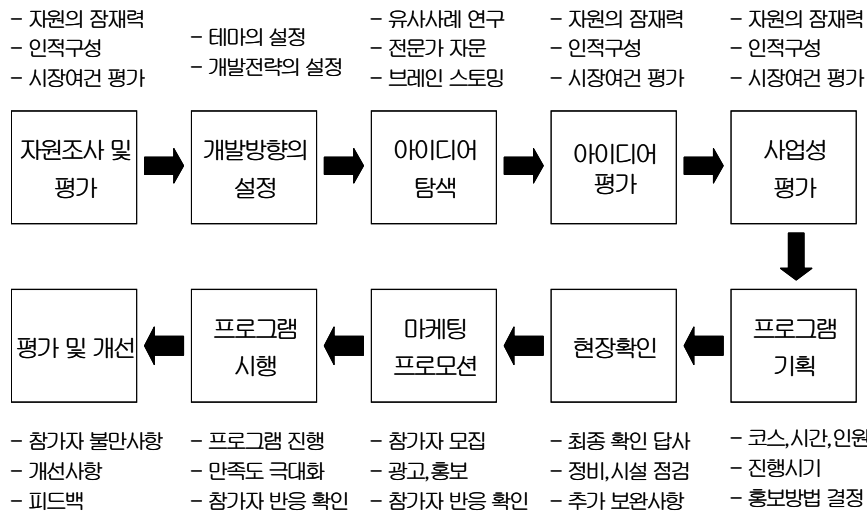 - 자원의 잠재력
- 인적구성
- 시장여건 평가
- 테마의 설정
- 개발전략의 설정
- 유사사례 연구
- 전문가 자문
- 브레인 스토밍
- 자원의 잠재력
- 인적구성
- 시장여건 평가
- 자원의 잠재력
- 인적구성
- 시장여건 평가
자원조사 및
평가
개발방향의
설정
아이디어
탐색
아이디어
평가
사업성
평가
평가 및 개선
프로그램
시행
마케팅
프로모션
현장확인
프로그램
기획
- 참가자 불만사항
- 개선사항
- 피드백
- 프로그램 진행
- 만족도 극대화
- 참가자 반응 확인
- 참가자 모집
- 광고,홍보
- 참가자 반응 확인
- 최종 확인 답사
- 정비,시설 점검
- 추가 보완사항
- 코스,시간,인원
- 진행시기
- 홍보방법 결정